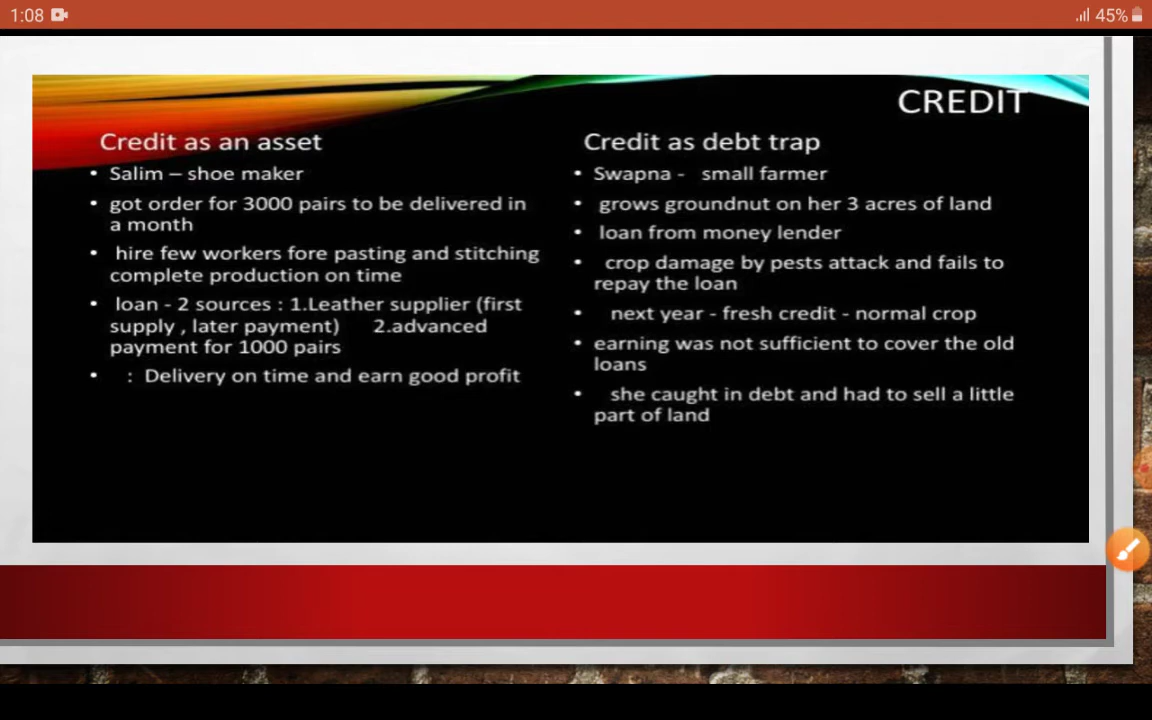 1:08
45%
CREDIT
Credit as an asset
• Salim – shoe maker
• got order for 3000 pairs to be delivered in
a month
• hire few workers fore pasting and stitching
complete production on time
• loan - 2 sources : 1.Leather supplier (first
supply , later payment) 2.advanced
payment for 1000 pairs
• : Delivery on time and earn good profit
Credit as debt trap
• Swapna - small farmer
• grows groundnut on her 3 acres of land
• loan from money lender
• crop damage by pests attack and fails to
repay the loan
• next year - fresh credit - normal crop
• earning was not sufficient to cover the old
loans
• she caught in debt and had to sell a little
part of land